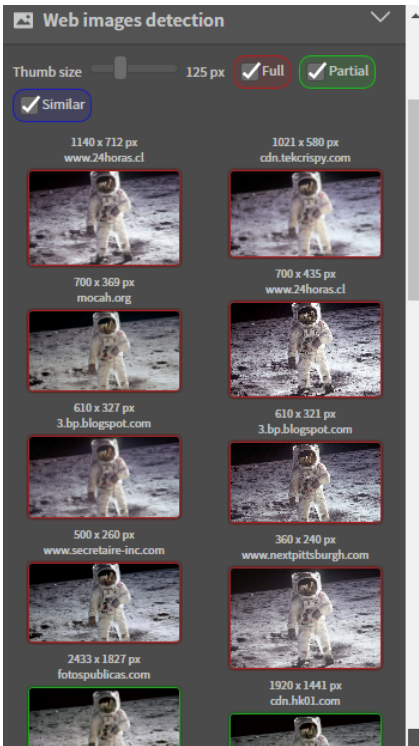 Web images detection
Thumb size 125 px Full Partial
Similar
1140 x 712 px
www.24horas.cl
1021 x 580 px
cdn.tekcrispy.com
700 x 369 px
mocah.org
700 x 435 px
www.24horas.cl
610 x 327 px
3.bp.blogspot.com
610 x 321 px
3.bp.blogspot.com
500 x 260 px
www.secretaire-inc.com
360 x 240 px
www.nextpittsburgh.com
2433 x 1827 px
fotospublicas.com
1920 x 1441 px
cdn.hk01.com